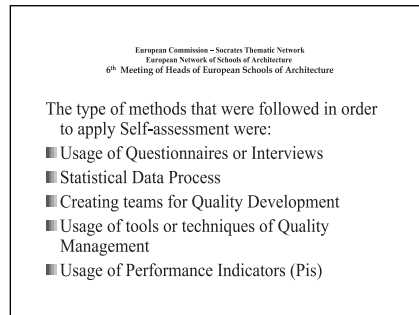 European Commission – Socrates Thematic Network
European Network of Schools of Architecture
6th Meeting of Heads of European Schools of Architecture
The type of methods that were followed in order
to apply Self-assessment were:
Usage of Questionnaires or Interviews
Statistical Data Process
Creating teams for Quality Development
Usage of tools or techniques of Quality
Management
Usage of Performance Indicators (Pis)